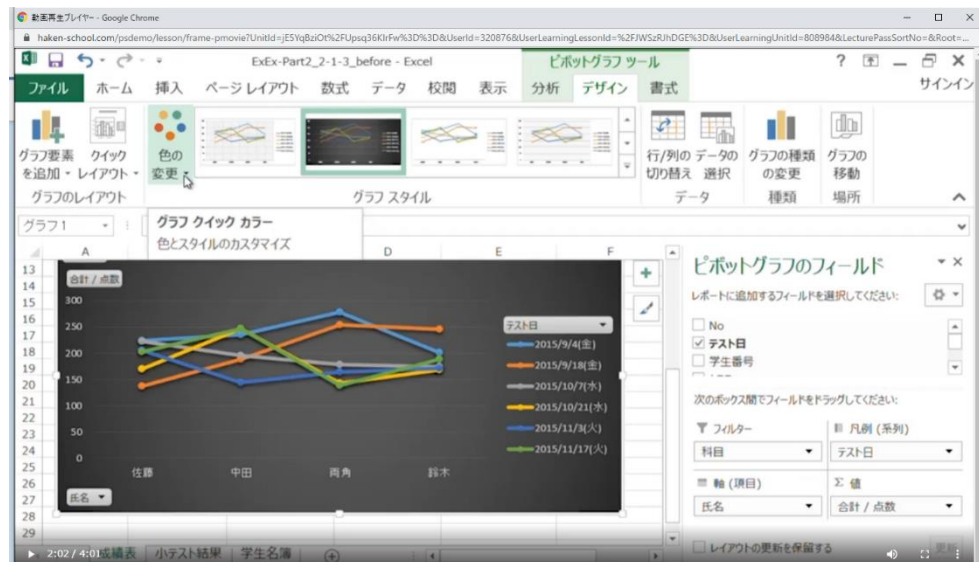 動画再生プレイヤー - Google Chrome
haken-school.com/psdemo/lesson/frame-pmovie?UnitId=jE5YqBziOt%2FUpsq36KIrFw%3D%3D&UserId=320876&UserLearningLessonId=%2FJWSzRJhDGE%3D&UserLearningUnitId=808984&LecturePassSortNo=&Root=...
ExEx-Part2_2-1-3_before - Excel
ピボットグラフ ツール
?
ファイル ホーム 挿入 ページ レイアウト 数式 データ 校閲 表示 分析 デザイン 書式 サインイン
グラフ要素 クイック 色の 行/列の データの グラフの種類 グラフの
を追加 レイアウト 変更 切り替え 選択 の変更 移動
グラフのレイアウト グラフ スタイル データ 種類 場所
グラフ 1
グラフ クイック カラー
色とスタイルのカスタマイズ
A D E F
13
14
15
16
17
18
19
20
21
22
23
24
25
26
27
28
29
合計 / 点数
300
250
200
150
100
50
0
佐藤 中田 両角 鈴木
氏名
テスト日
2015/9/4(金)
2015/9/18(金)
2015/10/7(水)
2015/10/21(水)
2015/11/3(火)
2015/11/17(火)
ピボットグラフのフィールド
レポートに追加するフィールドを選択してください:
No
テスト日
学生番号
次のボックス間でフィールドをドラッグしてください:
フィルター 凡例 (系列)
科目 テスト日
軸 (項目) Σ 値
氏名 合計 / 点数
レイアウトの更新を保留する 更新
2:02 / 4:01
成績表 小テスト結果 学生名簿